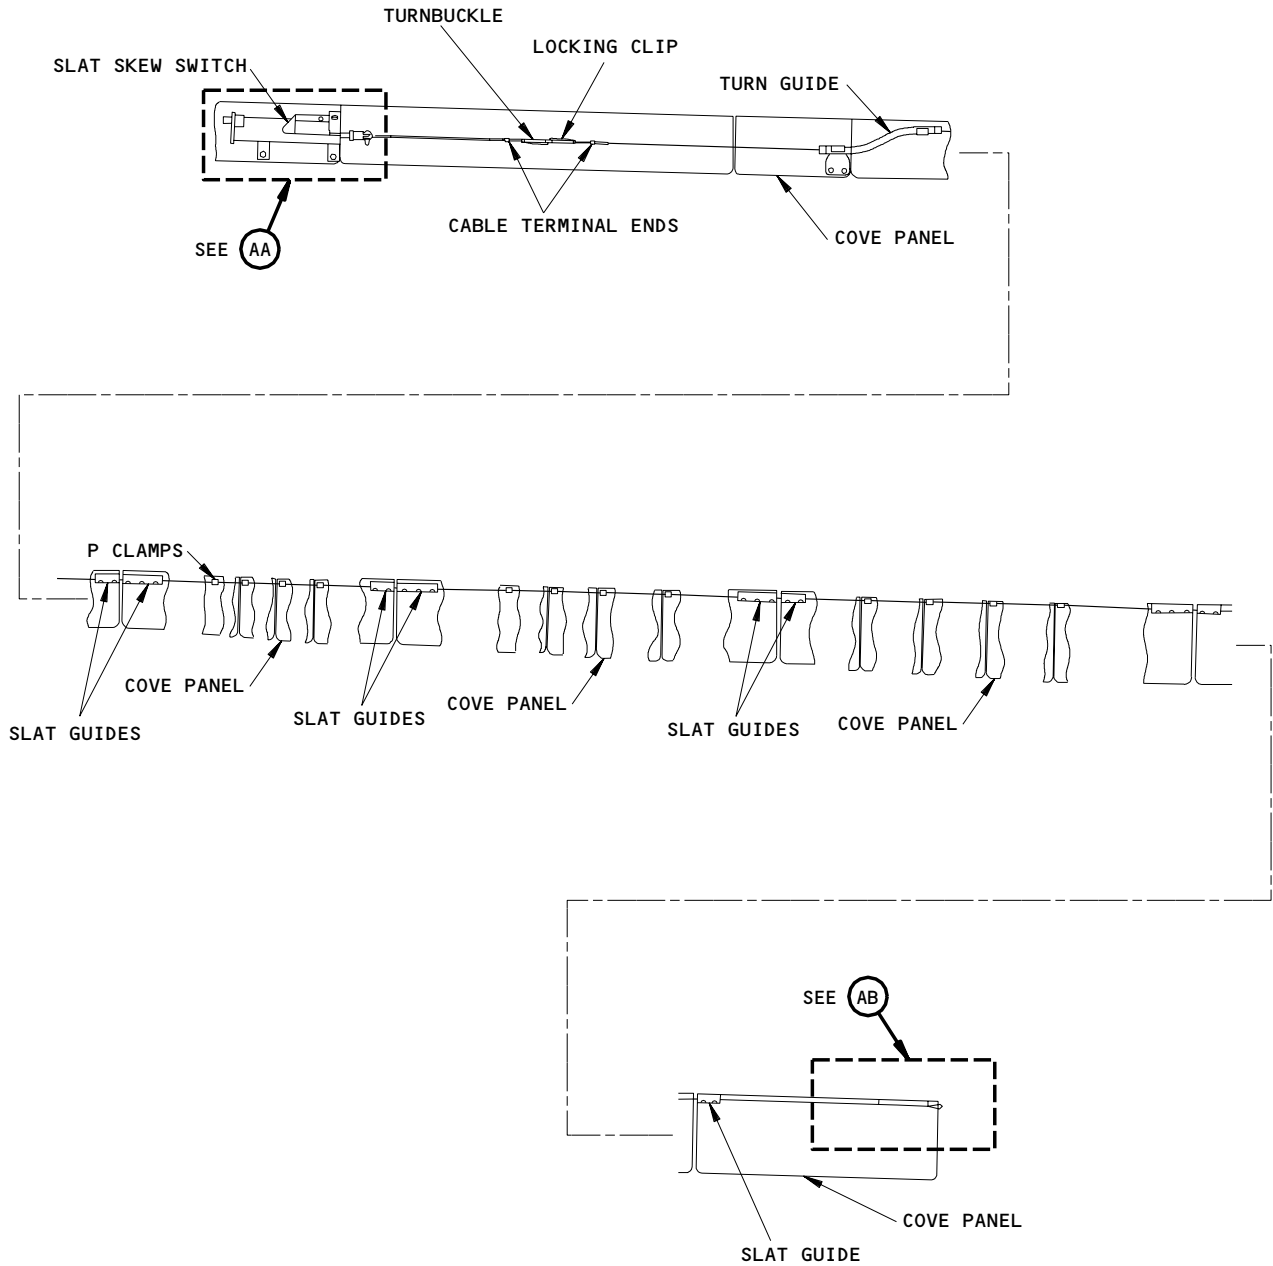 TURNBUCKLE
LOCKING CLIP
SLAT SKEW SWITCH
TURN GUIDE
CABLE TERMINAL ENDS
COVE PANEL
SEE AA
P CLAMPS
COVE PANEL
SLAT GUIDES
SLAT GUIDES
COVE PANEL
SLAT GUIDES
COVE PANEL
SEE AB
COVE PANEL
SLAT GUIDE